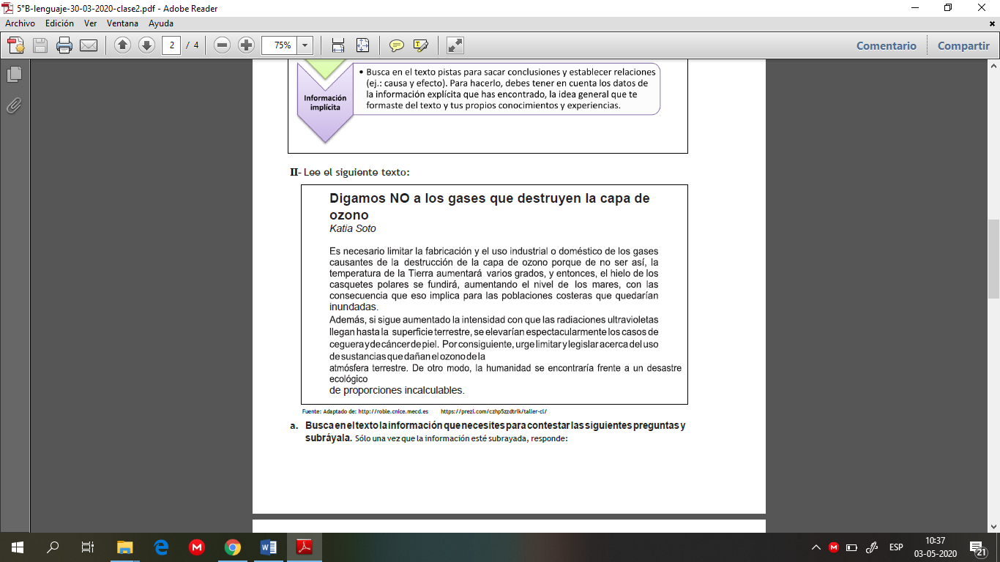 5°B-lenguaje-30-03-2020-clase2.pdf - Adobe Reader
Archivo Edición Ver Ventana Ayuda
2 / 4 75% Comentario Compartir
• Busca en el texto pistas para sacar conclusiones y establecer relaciones
(ej.: causa y efecto). Para hacerlo, debes tener en cuenta los datos de
la información explícita que has encontrado, la idea general que te
formaste del texto y tus propios conocimientos y experiencias.
Información
implícita
II- Lee el siguiente texto:
Digamos NO a los gases que destruyen la capa de
ozono
Katia Soto
Es necesario limitar la fabricación y el uso industrial o doméstico de los gases
causantes de la destrucción de la capa de ozono porque de no ser así, la
temperatura de la Tierra aumentará varios grados, y entonces, el hielo de los
casquetes polares se fundirá, aumentando el nivel de los mares, con las
consecuencia que eso implica para las poblaciones costeras que quedarían
inundadas.
Además, si sigue aumentado la intensidad con que las radiaciones ultravioletas
llegan hasta la superficie terrestre, se elevarían espectacularmente los casos de
ceguera y de cáncer de piel. Por consiguiente, urge limitar y legislar acerca del uso
de sustancias que dañan el ozono de la
atmósfera terrestre. De otro modo, la humanidad se encontraría frente a un desastre
ecológico
de proporciones incalculables.
Fuente: Adaptado de: http://roble.cnice.mecd.es https://prezi.com/czhp5zzdtrik/taller-cl/
a. Busca en el texto la información que necesites para contestar las siguientes preguntas y
subráyala. Sólo una vez que la información esté subrayada, responde:
ESP
10:37
03-05-2020
21